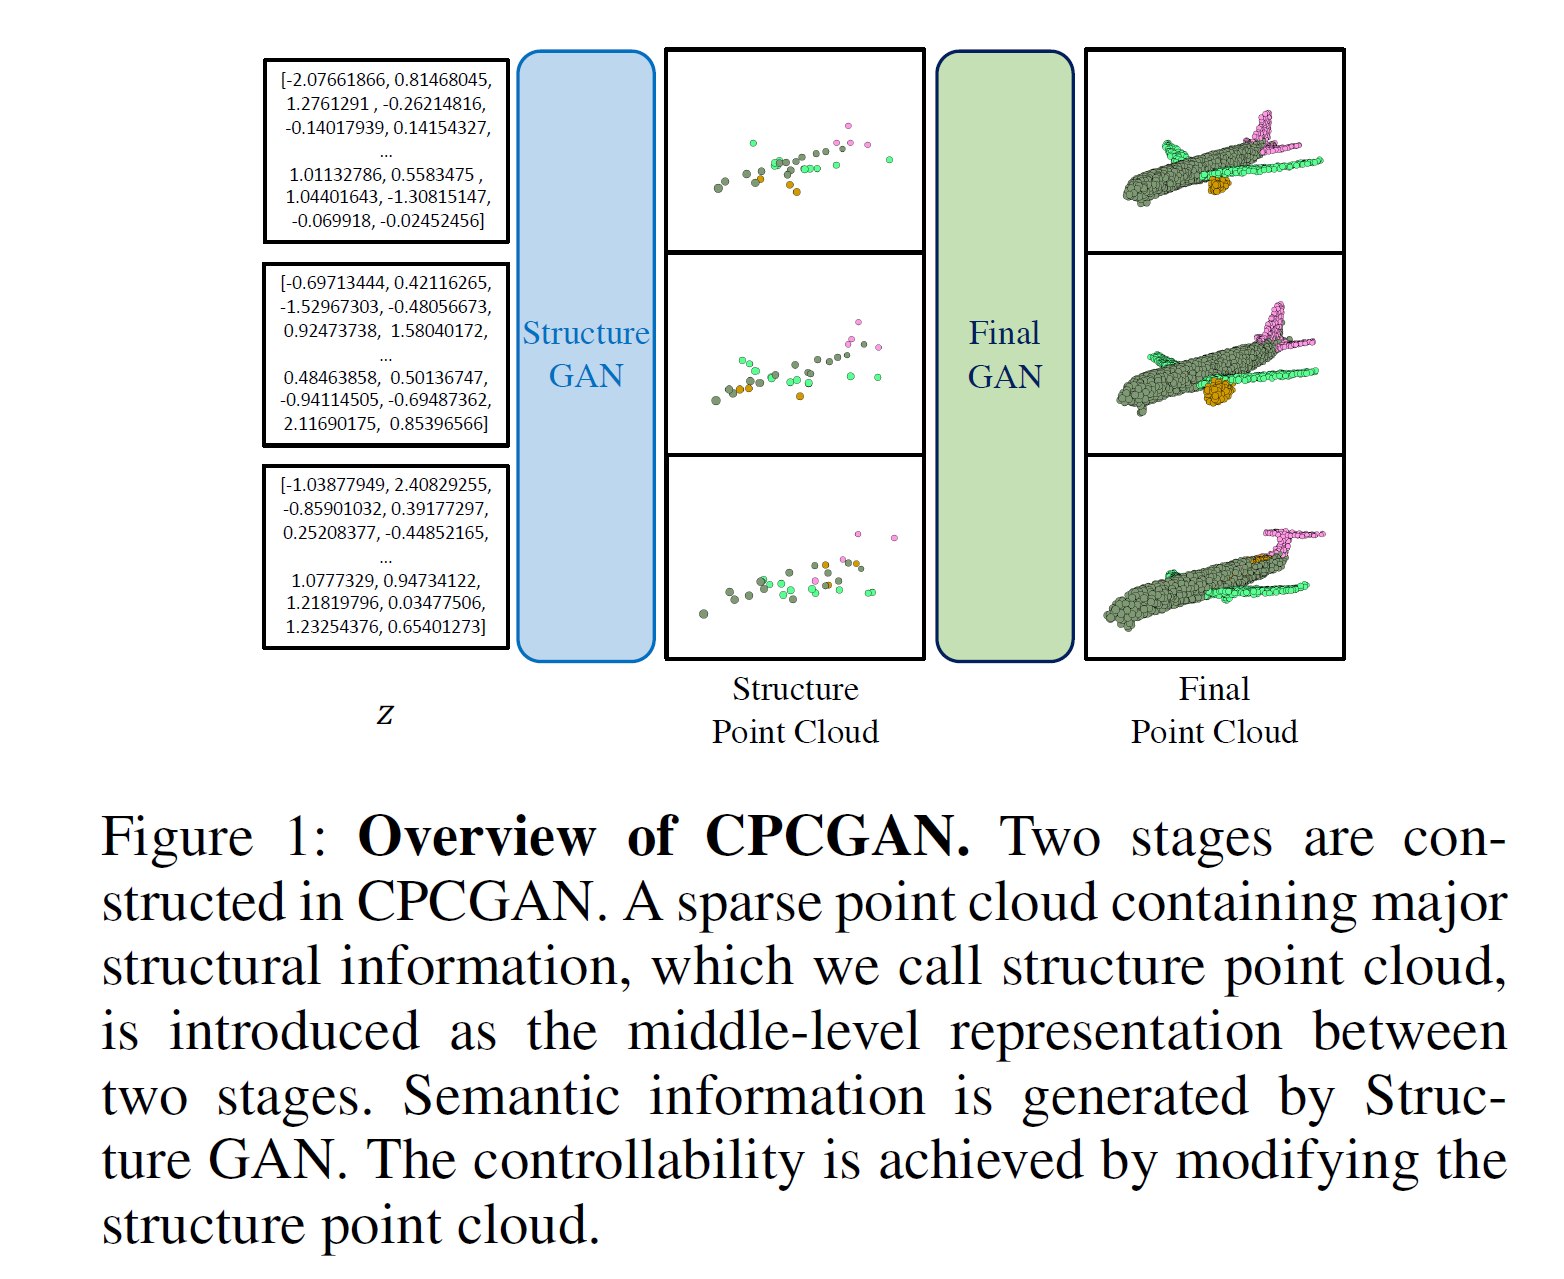 [-2.07661866, 0.81468045,
1.2761291 , -0.26214816,
-0.14017939, 0.14154327,
...
1.01132786, 0.5583475 ,
1.04401643, -1.30815147,
-0.069918, -0.02452456]
[-0.69713444, 0.42116265,
-1.52967303, -0.48056673,
0.92473738, 1.58040172,
...
0.48463858, 0.50136747,
-0.94114505, -0.69487362,
2.11690175, 0.85396566]
[-1.03877949, 2.40829255,
-0.85901032, 0.39177297,
0.25208377, -0.44852165,
...
1.0777329, 0.94734122,
1.21819796, 0.03477506,
1.23254376, 0.65401273]
z
Structure
GAN
Structure
Point Cloud
Final
GAN
Final
Point Cloud
Figure 1: Overview of CPCGAN. Two stages are con-
structed in CPCGAN. A sparse point cloud containing major
structural information, which we call structure point cloud,
is introduced as the middle-level representation between
two stages. Semantic information is generated by Struc-
ture GAN. The controllability is achieved by modifying the
structure point cloud.